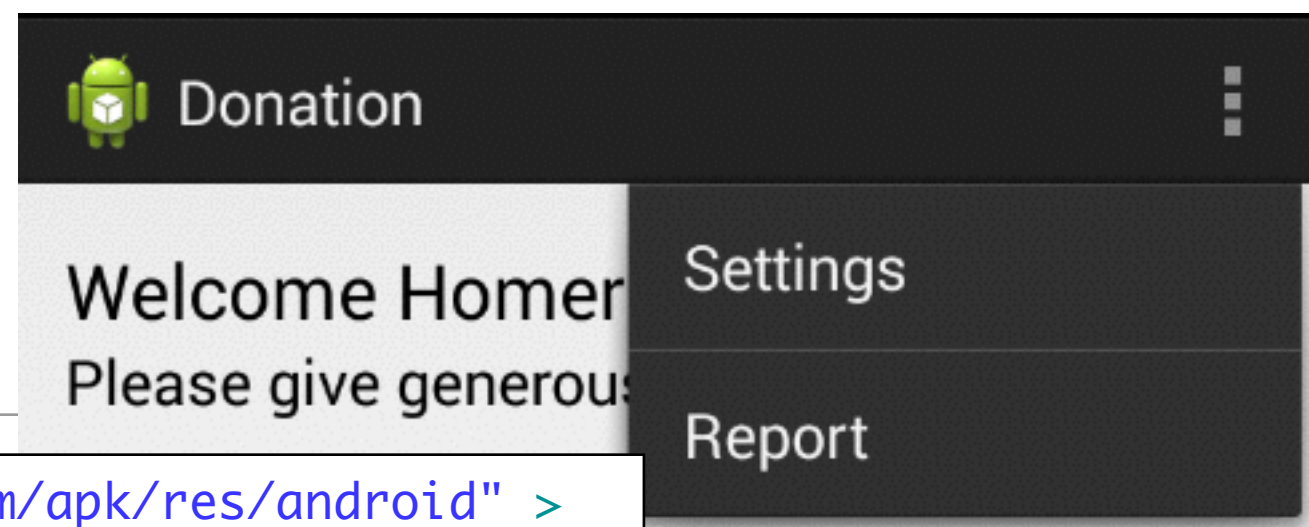 Donation
Settings
Welcome Homer
Please give generous
Report
m/apk/res/android" >